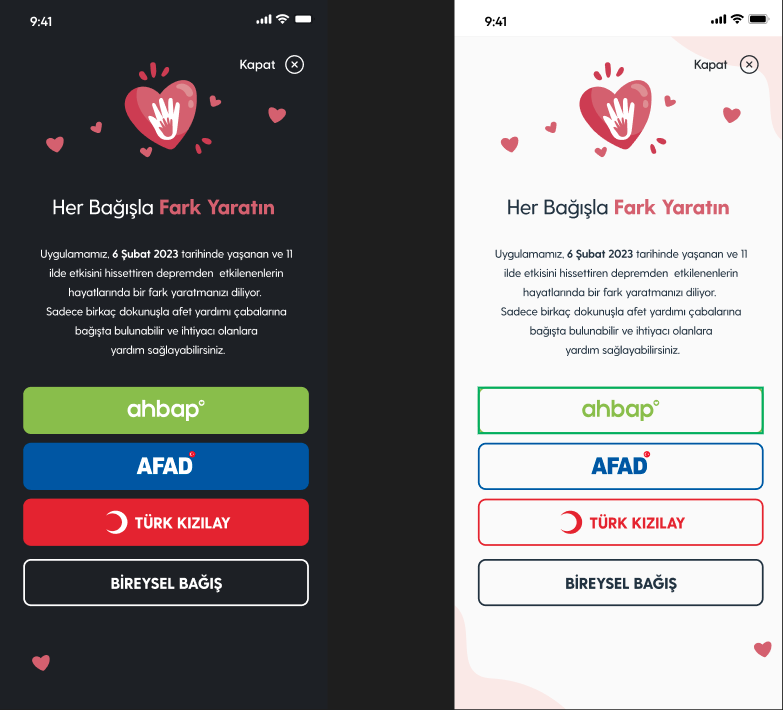 9:41
Kapat
Her Bağışla Fark Yaratın
Uygulamamız, 6 Şubat 2023 tarihinde yaşanan ve 11
ilde etkisini hissettiren depremden etkilenenlerin
hayatlarında bir fark yaratmanızı diliyor.
Sadece birkaç dokunuşla afet yardımı çabalarına
bağışta bulunabilir ve ihtiyacı olanlara
yardım sağlayabilirsiniz.
ahbap°
AFAD
TÜRK KIZILAY
BİREYSEL BAĞIŞ
9:41
Kapat
Her Bağışla Fark Yaratın
Uygulamamız, 6 Şubat 2023 tarihinde yaşanan ve 11
ilde etkisini hissettiren depremden etkilenenlerin
hayatlarında bir fark yaratmanızı diliyor.
Sadece birkaç dokunuşla afet yardımı çabalarına
bağışta bulunabilir ve ihtiyacı olanlara
yardım sağlayabilirsiniz.
ahbap°
AFAD
TÜRK KIZILAY
BİREYSEL BAĞIŞ